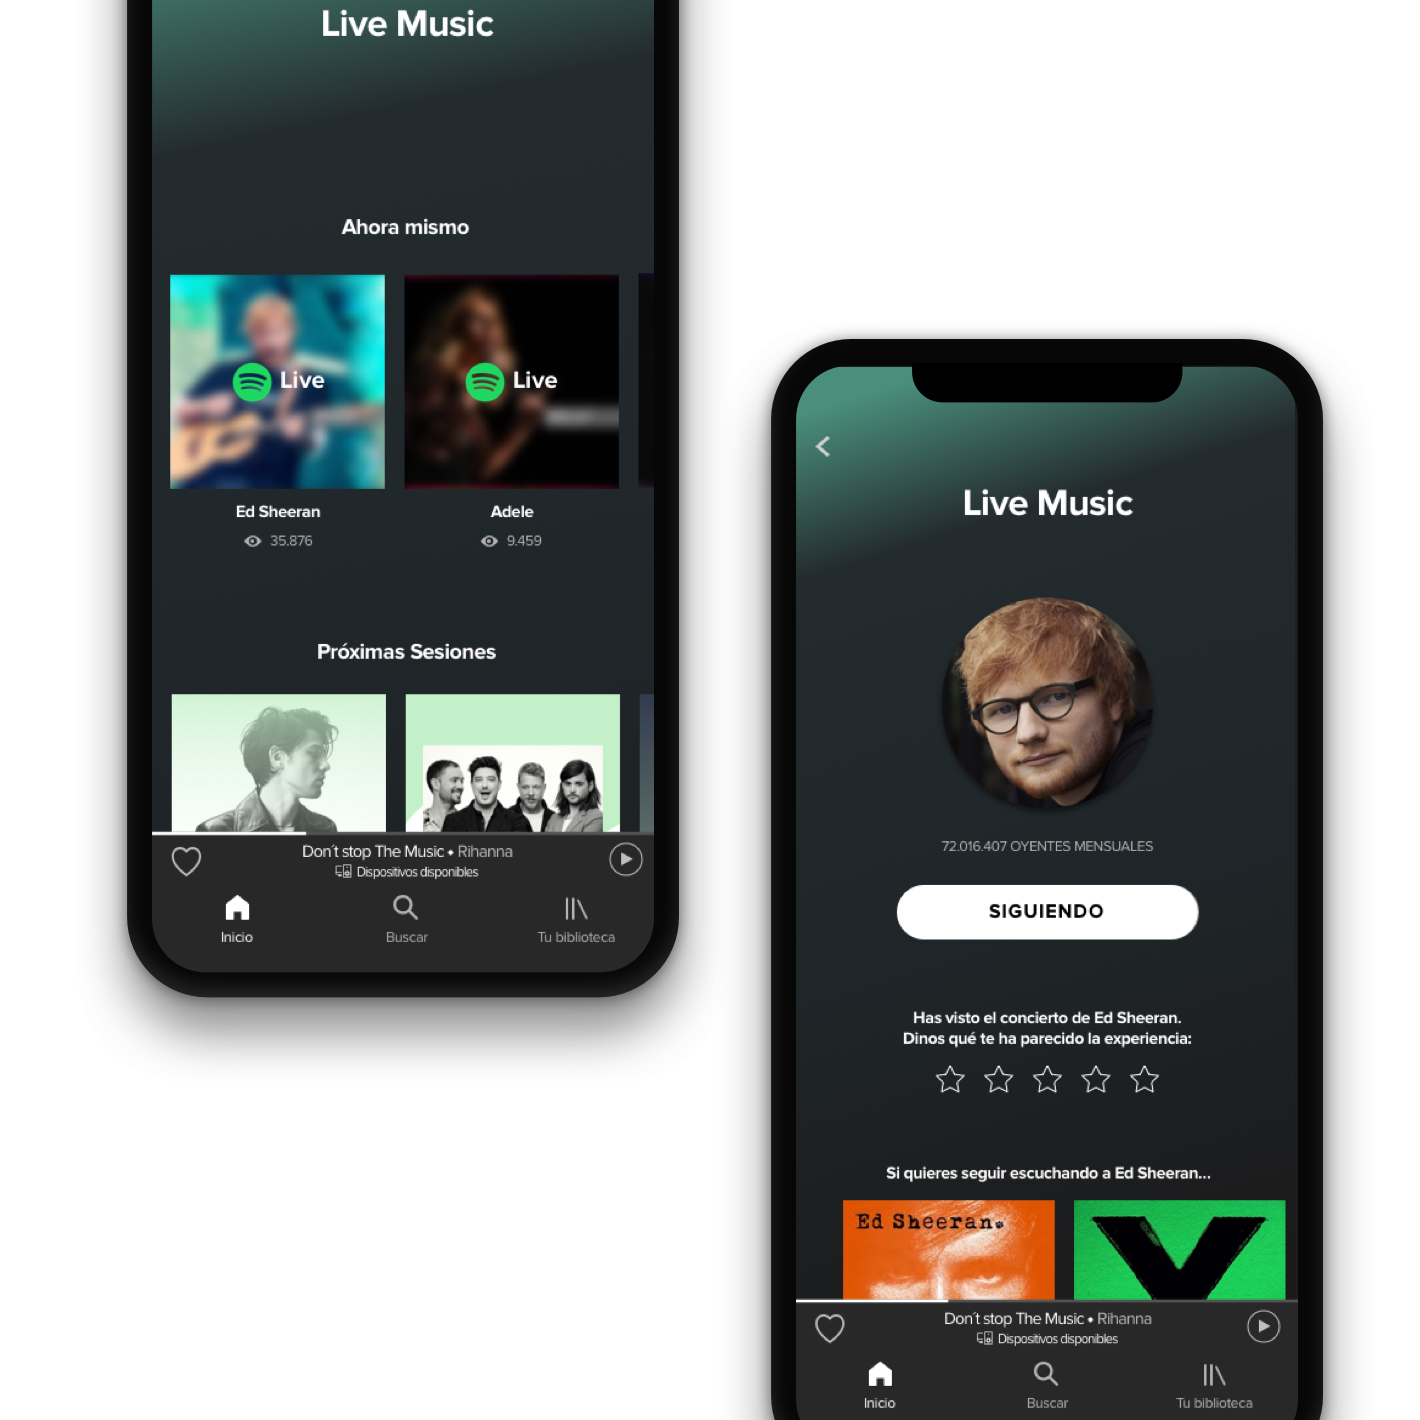 Live Music
Ahora mismo
Live
Live
Ed Sheeran
Adele
35.876
9.459
Próximas Sesiones
Don´t stop The Music • Rihanna
Dispositivos disponibles
Inicio
Buscar
Tu biblioteca
Live Music
72.016.407 OYENTES MENSUALES
SIGUIENDO
Has visto el concierto de Ed Sheeran.
Dinos qué te ha parecido la experiencia:
Si quieres seguir escuchando a Ed Sheeran...
Ed Sheeran
Don´t stop The Music • Rihanna
Dispositivos disponibles
Inicio
Buscar
Tu biblioteca